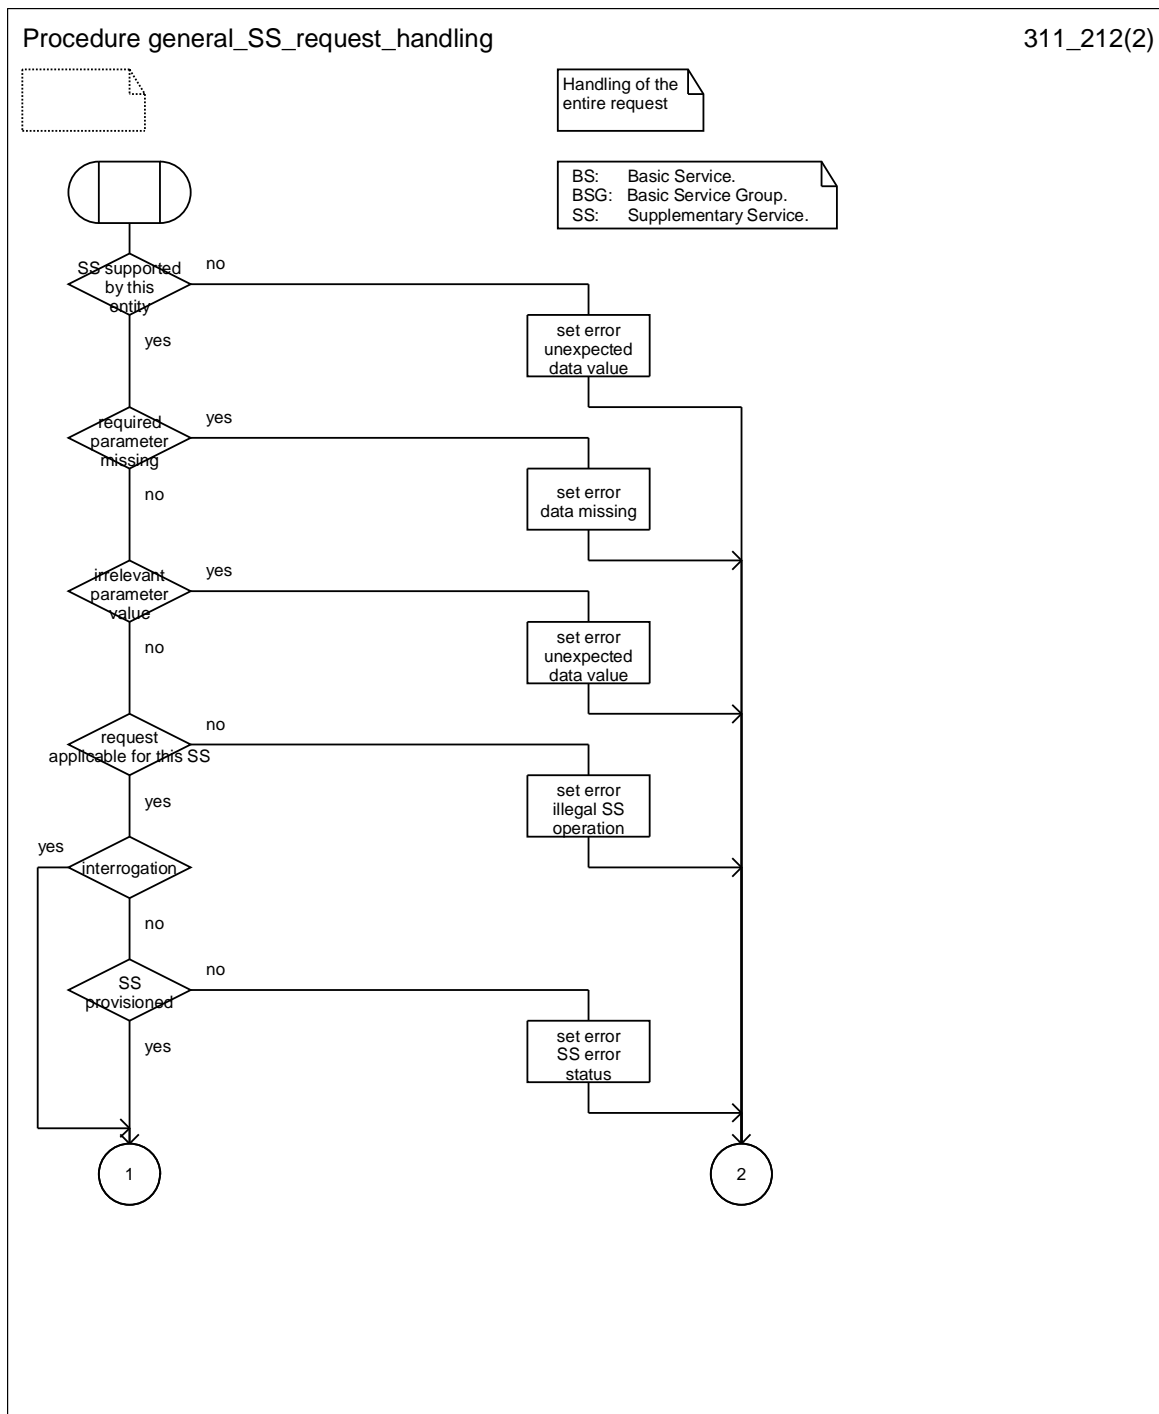 Procedure general_SS_request_handling
311_212(2)
Handling of the
entire request
BS: Basic Service.
BSG: Basic Service Group.
SS: Supplementary Service.
SS supported
by this
entity
no
yes
set error
unexpected
data value
required
parameter
missing
yes
no
set error
data missing
irrelevant
parameter
value
yes
no
set error
unexpected
data value
request
applicable for this SS
no
yes
set error
illegal SS
operation
yes
interrogation
no
SS
provisioned
no
yes
set error
SS error
status
1
2